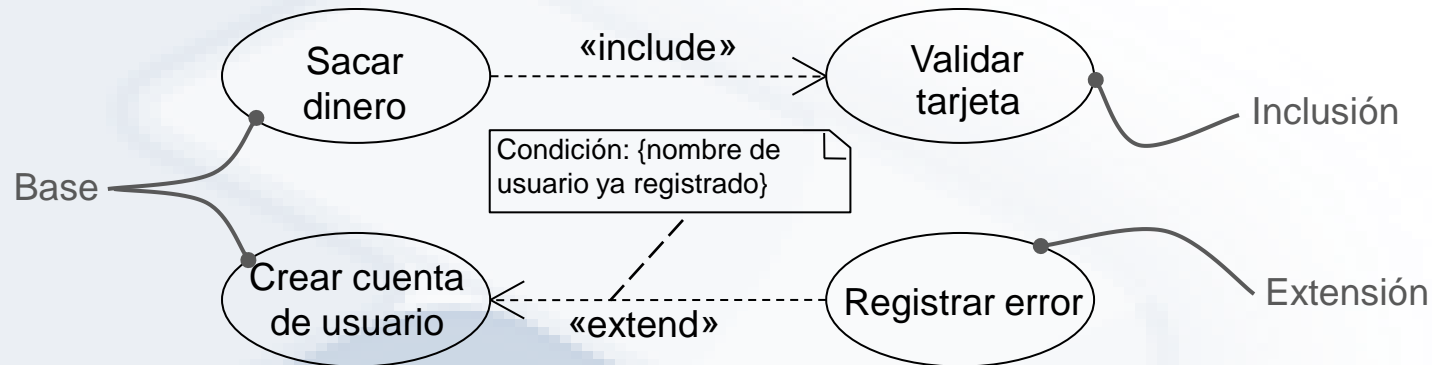 Sacar
dinero
«include»
Validar
tarjeta
Inclusión
Condición: {nombre de
usuario ya registrado}
Base
Crear cuenta
de usuario
«extend»
Registrar error
Extensión